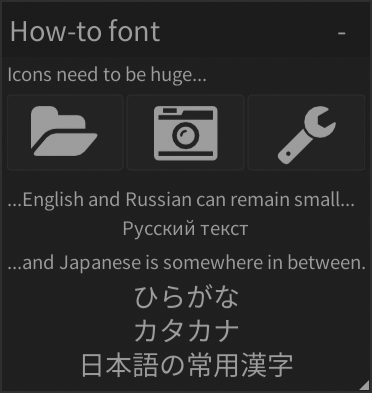 How-to font -
Icons need to be huge...
...English and Russian can remain small...
Русский текст
...and Japanese is somewhere in between.
ひらがな
カタカナ
日本語の常用漢字